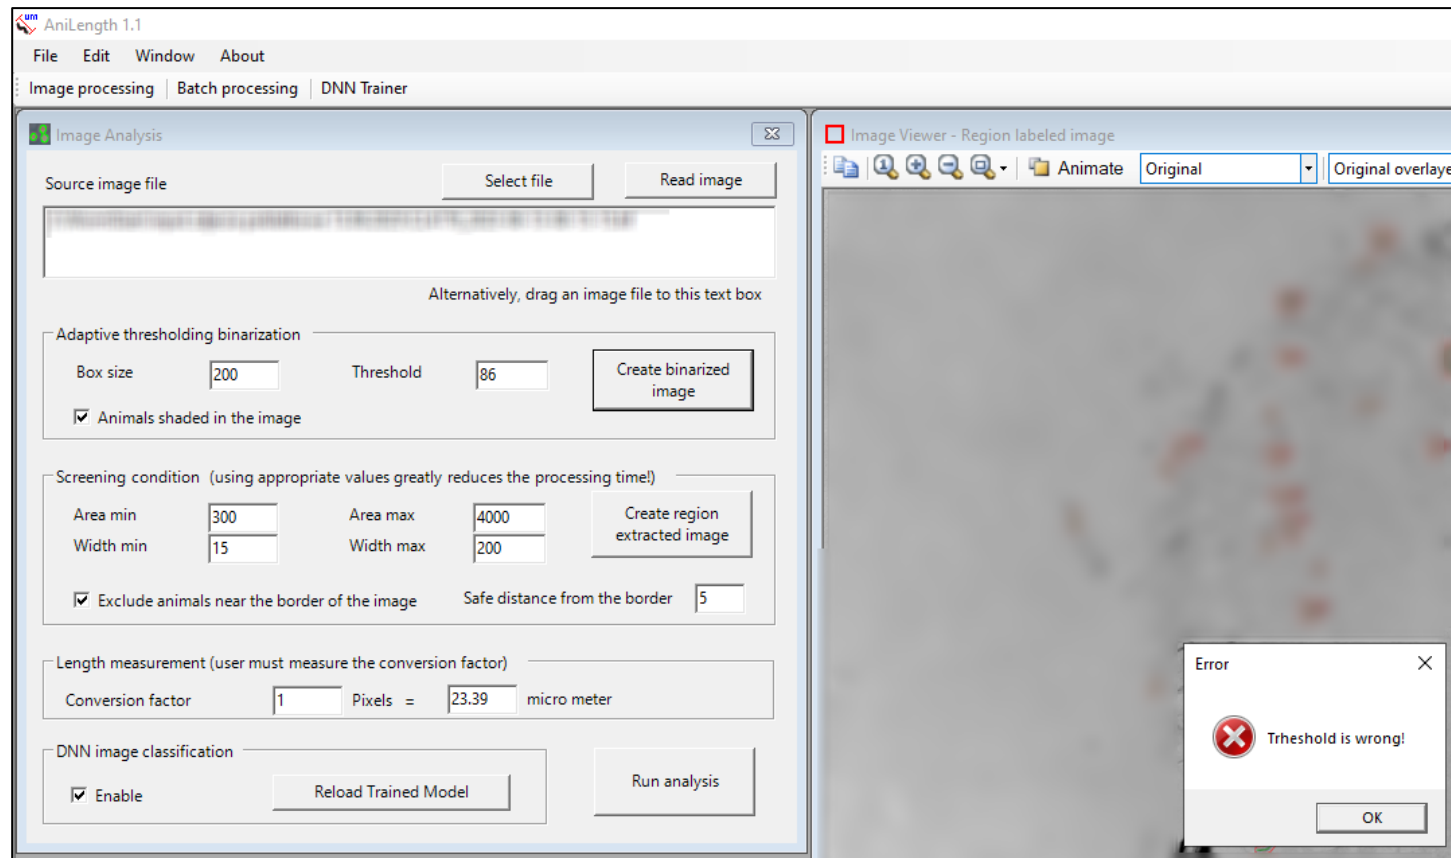 urn
AniLength 1.1
File Edit Window About
Image processing Batch processing DNN Trainer
Image Analysis
Source image file Select file Read image
Alternatively, drag an image file to this text box
Adaptive thresholding binarization
Box size 200 Threshold 86 Create binarized
image
Animals shaded in the image
Screening condition (using appropriate values greatly reduces the processing time!)
Area min 300 Area max 4000 Create region
extracted image
Width min 15 Width max 200
Exclude animals near the border of the image Safe distance from the border 5
Length measurement (user must measure the conversion factor)
Conversion factor 1 Pixels = 23.39 micro meter
DNN image classification
Enable Reload Trained Model Run analysis
Image Viewer - Region labeled image
1 Animate Original Original overlaye
Error
Trheshold is wrong!
OK